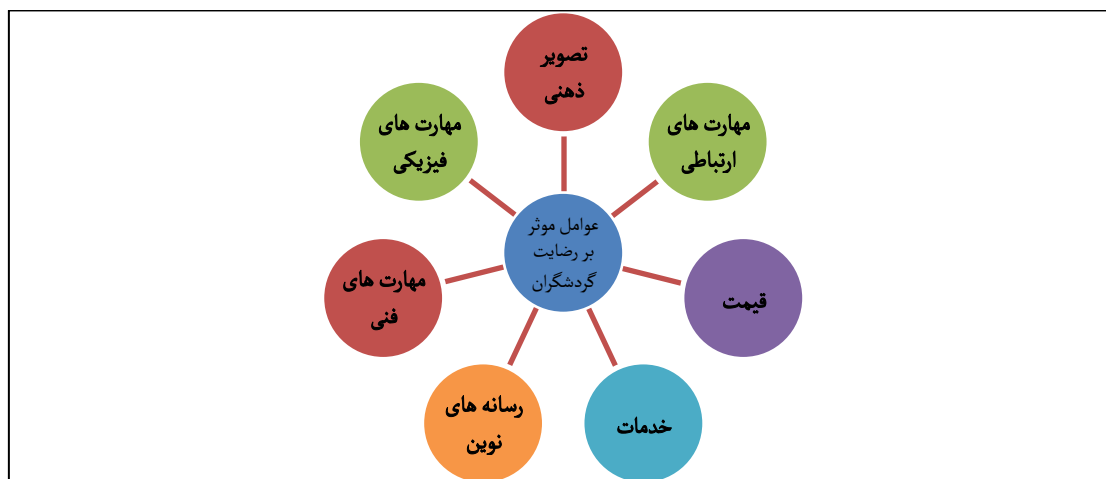 تصویر
ذهنی
مهارت های
ارتباطی
قیمت
خدمات
رسانه های
نوین
مهارت های
فنی
مهارت های
فیزیکی
عوامل موثر
بر رضایت
گردشگران